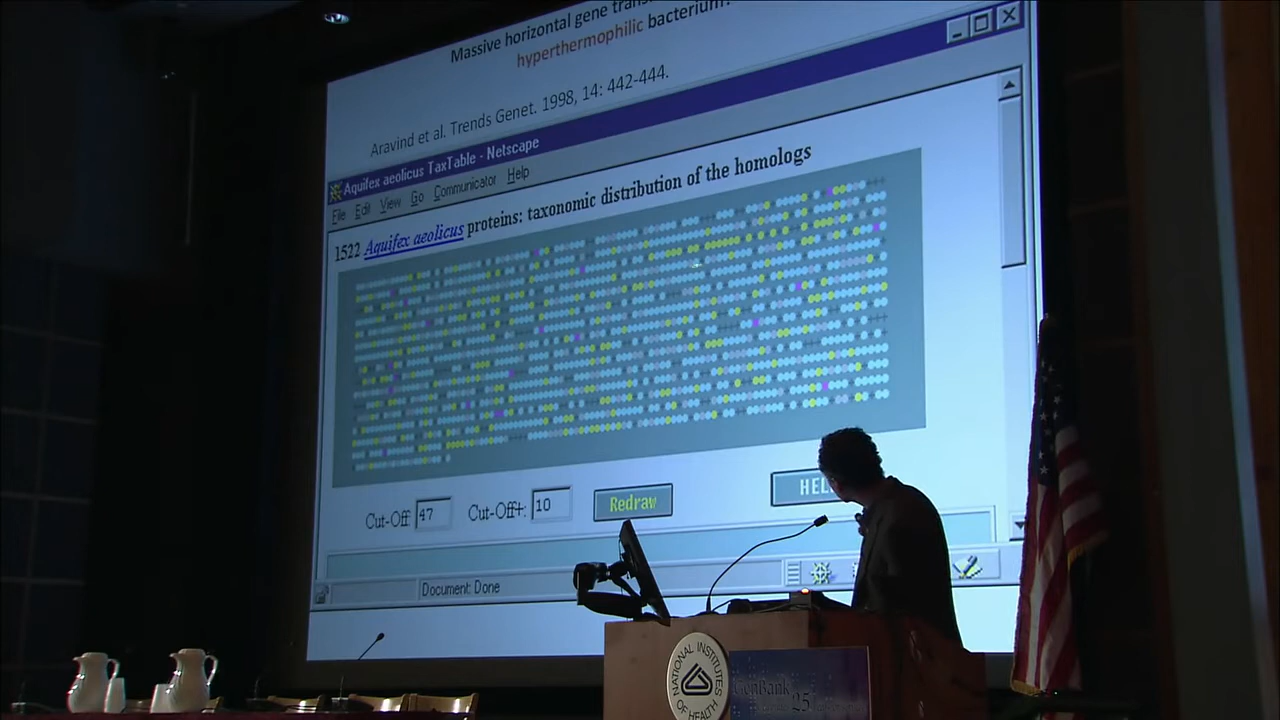 Massive horizontal gene
hyperthermophilic bacterium
Aravind et al. Trends Genet. 1998, 14: 442-444.
Aquifex aeolicus TaxTable - Netscape
File Edit View Go Communicator Help
1522 Aquifex aeolicus proteins: taxonomic distribution of the homologs
Cut-Off 47 Cut-Off+: 10 Redraw
Document: Done
NATIONAL INSTITUTES OF HEALTH
GenBank
25